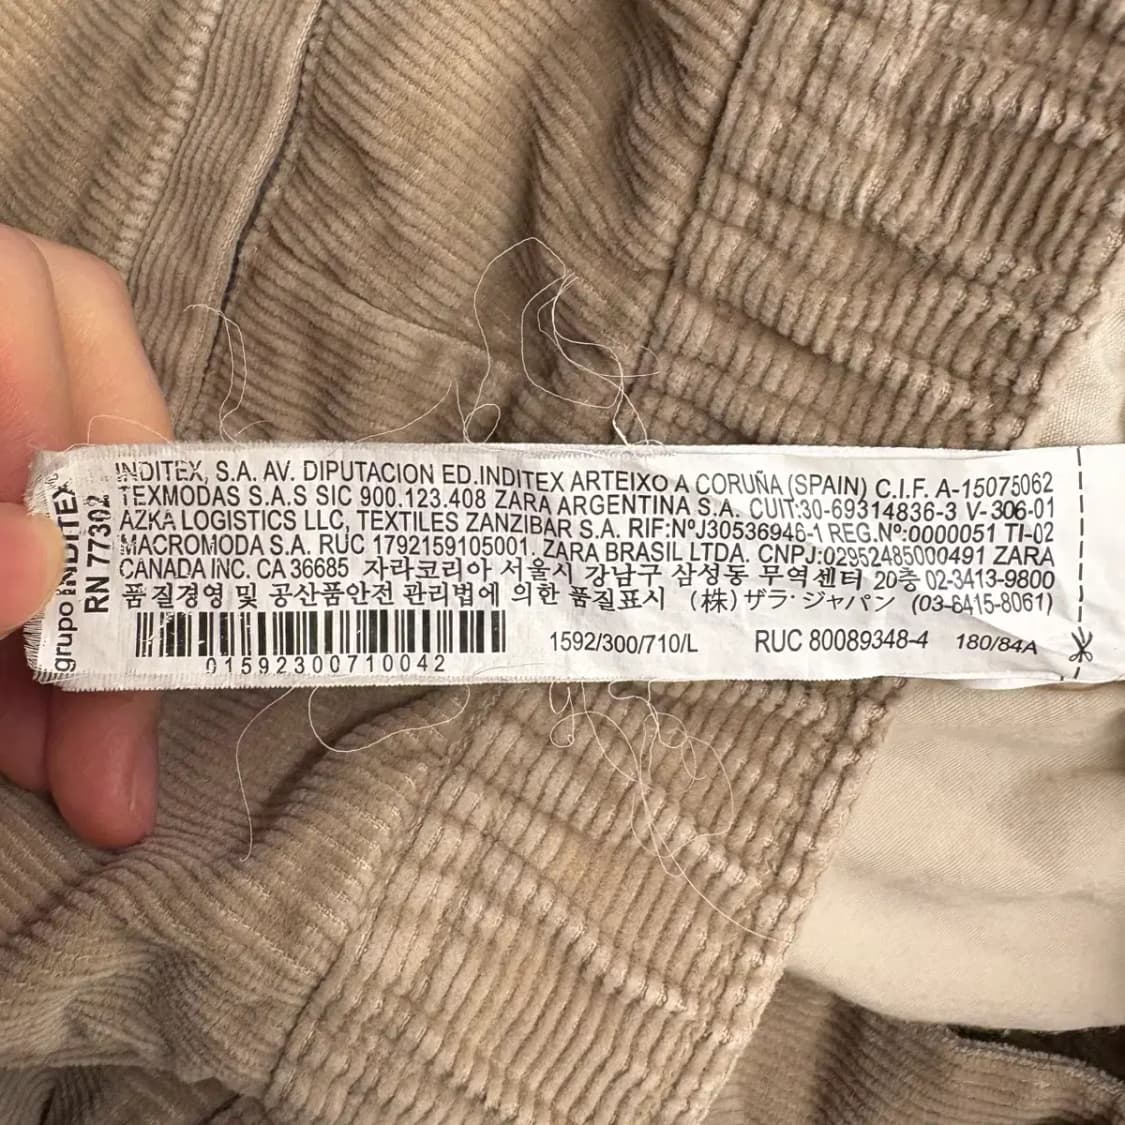 grupo INDITEX
RN 77302
INDITEX, S.A. AV. DIPUTACION ED.INDITEX ARTEIXO A CORUÑA (SPAIN) C.I.F. A-15075062
TEXMODAS S.A.S SIC 900.123.408 ZARA ARGENTINA S.A. CUIT:30-69314836-3 V-306-01
AZKA LOGISTICS LLC, TEXTILES ZANZIBAR S.A. RIF:NºJ30536946-1 REG.Nº:0000051 TI-02
MACROMODA S.A. RUC 1792159105001. ZARA BRASIL LTDA. CNPJ:02952485000491 ZARA
CANADA INC. CA 36685 자라코리아 서울시 강남구 삼성동 무역센터 20층 02-3413-9800
품질경영 및 공산품안전 관리법에 의한 품질표시 (株)ザラ·ジャパン (03-6415-8061)
01592300710042
1592/300/710/L RUC 80089348-4 180/84A